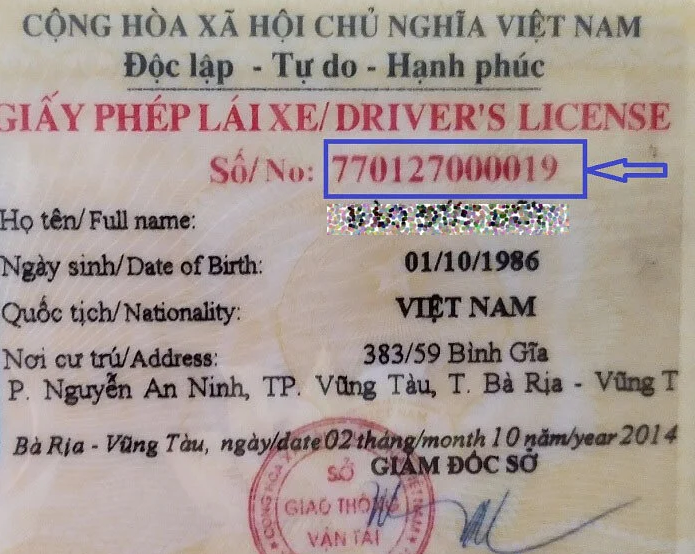 CỘNG HÒA XÃ HỘI CHỦ NGHĨA VIỆT NAM
Độc lập - Tự do - Hạnh phúc
GIẤY PHÉP LÁI XE/ DRIVER'S LICENSE
Số/ No: 770127000019
Họ tên/ Full name:
Ngày sinh/ Date of Birth: 01/10/1986
Quốc tịch/ Nationality: VIỆT NAM
Nơi cư trú/ Address: 383/59 Bình Gĩa
P. Nguyễn An Ninh, TP. Vũng Tàu, T. Bà Rịa - Vũng T
Bà Rịa - Vũng Tàu, ngày/date 02 tháng/month 10 năm/year 2014
GIÁM ĐỐC SỞ
SỞ
GIAO THÔNG
VẬN TẢI